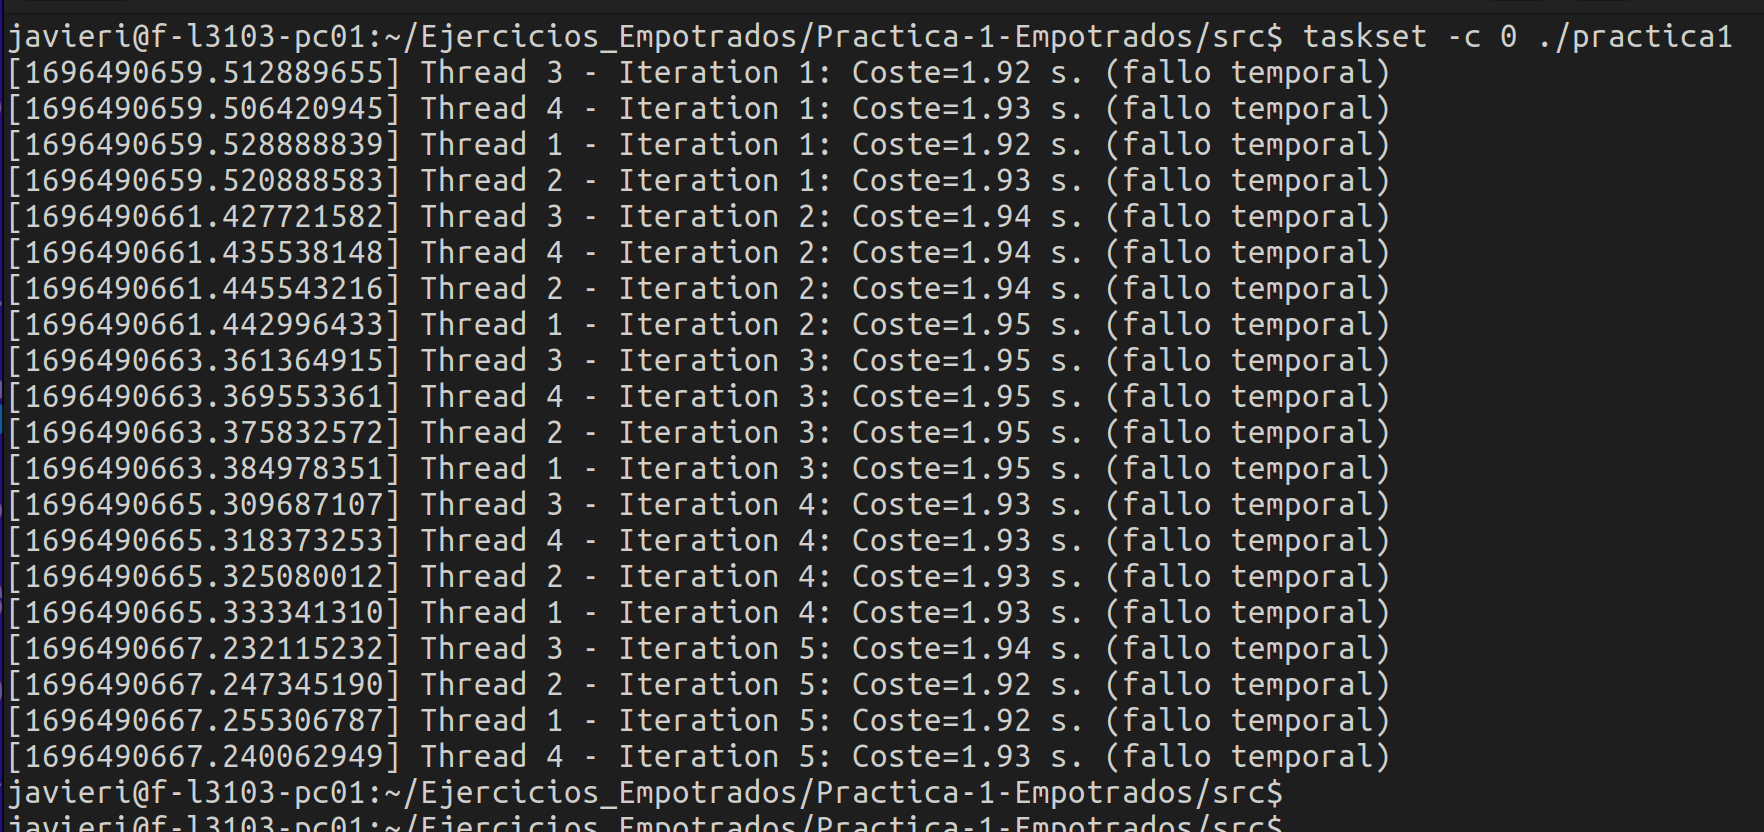 javieri@f-l3103-pc01:~/Ejercicios_Empotrados/Practica-1-Empotrados/src$ taskset -c 0 ./practica1
[1696490659.512889655] Thread 3 - Iteration 1: Coste=1.92 s. (fallo temporal)
[1696490659.506420945] Thread 4 - Iteration 1: Coste=1.93 s. (fallo temporal)
[1696490659.528888839] Thread 1 - Iteration 1: Coste=1.92 s. (fallo temporal)
[1696490659.520888583] Thread 2 - Iteration 1: Coste=1.93 s. (fallo temporal)
[1696490661.427721582] Thread 3 - Iteration 2: Coste=1.94 s. (fallo temporal)
[1696490661.435538148] Thread 4 - Iteration 2: Coste=1.94 s. (fallo temporal)
[1696490661.445543216] Thread 2 - Iteration 2: Coste=1.94 s. (fallo temporal)
[1696490661.442996433] Thread 1 - Iteration 2: Coste=1.95 s. (fallo temporal)
[1696490663.361364915] Thread 3 - Iteration 3: Coste=1.95 s. (fallo temporal)
[1696490663.369553361] Thread 4 - Iteration 3: Coste=1.95 s. (fallo temporal)
[1696490663.375832572] Thread 2 - Iteration 3: Coste=1.95 s. (fallo temporal)
[1696490663.384978351] Thread 1 - Iteration 3: Coste=1.95 s. (fallo temporal)
[1696490665.309687107] Thread 3 - Iteration 4: Coste=1.93 s. (fallo temporal)
[1696490665.318373253] Thread 4 - Iteration 4: Coste=1.93 s. (fallo temporal)
[1696490665.325080012] Thread 2 - Iteration 4: Coste=1.93 s. (fallo temporal)
[1696490665.333341310] Thread 1 - Iteration 4: Coste=1.93 s. (fallo temporal)
[1696490667.232115232] Thread 3 - Iteration 5: Coste=1.94 s. (fallo temporal)
[1696490667.247345190] Thread 2 - Iteration 5: Coste=1.92 s. (fallo temporal)
[1696490667.255306787] Thread 1 - Iteration 5: Coste=1.92 s. (fallo temporal)
[1696490667.240062949] Thread 4 - Iteration 5: Coste=1.93 s. (fallo temporal)
javieri@f-l3103-pc01:~/Ejercicios_Empotrados/Practica-1-Empotrados/src$
javieri@f-l3103-pc01:~/Ejercicios_Empotrados/Practica-1-Empotrados/src$